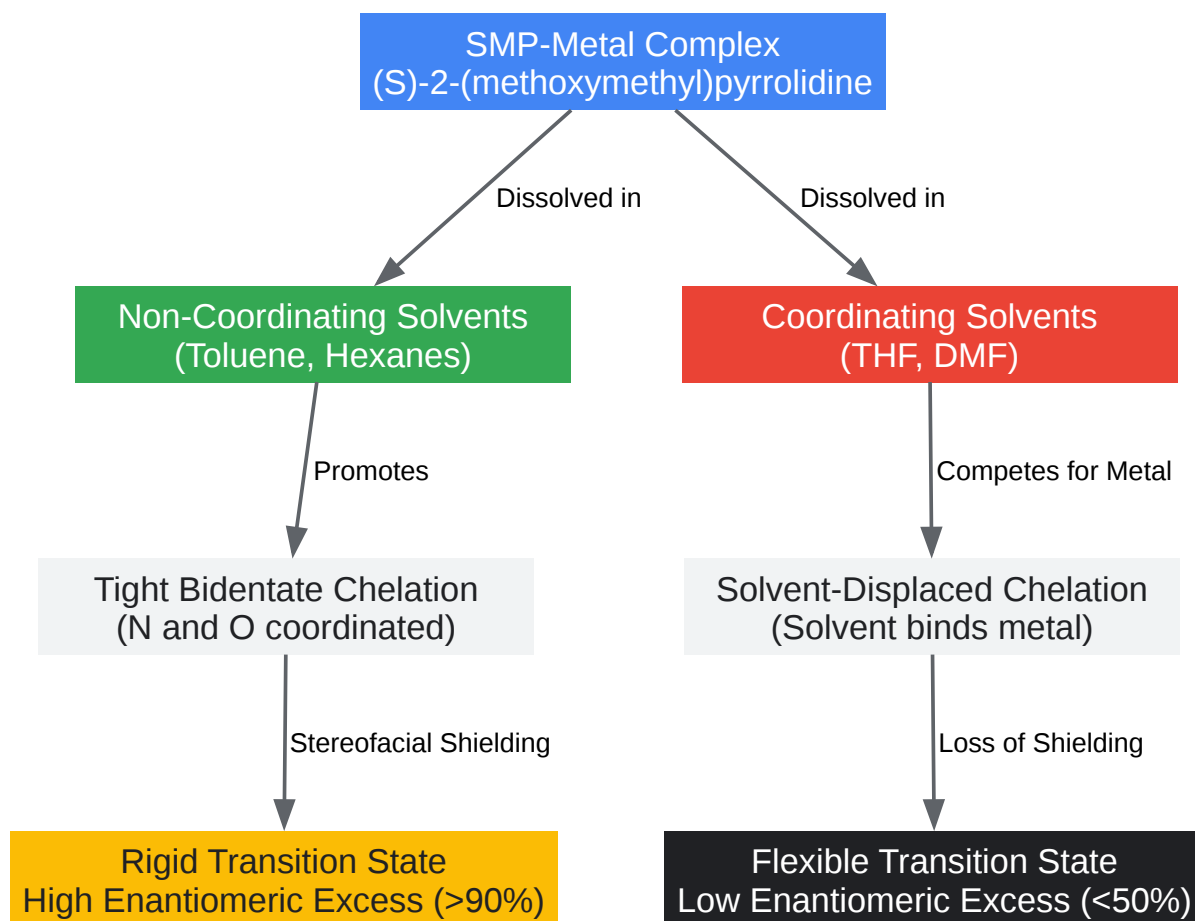 SMP-Metal Complex
(S)-2-(methoxymethyl)pyrrolidine
Dissolved in
Dissolved in
Non-Coordinating Solvents
(Toluene, Hexanes)
Coordinating Solvents
(THF, DMF)
Promotes
Competes for Metal
Tight Bidentate Chelation
(N and O coordinated)
Solvent-Displaced Chelation
(Solvent binds metal)
Stereofacial Shielding
Loss of Shielding
Rigid Transition State
High Enantiomeric Excess (>90%)
Flexible Transition State
Low Enantiomeric Excess (<50%)